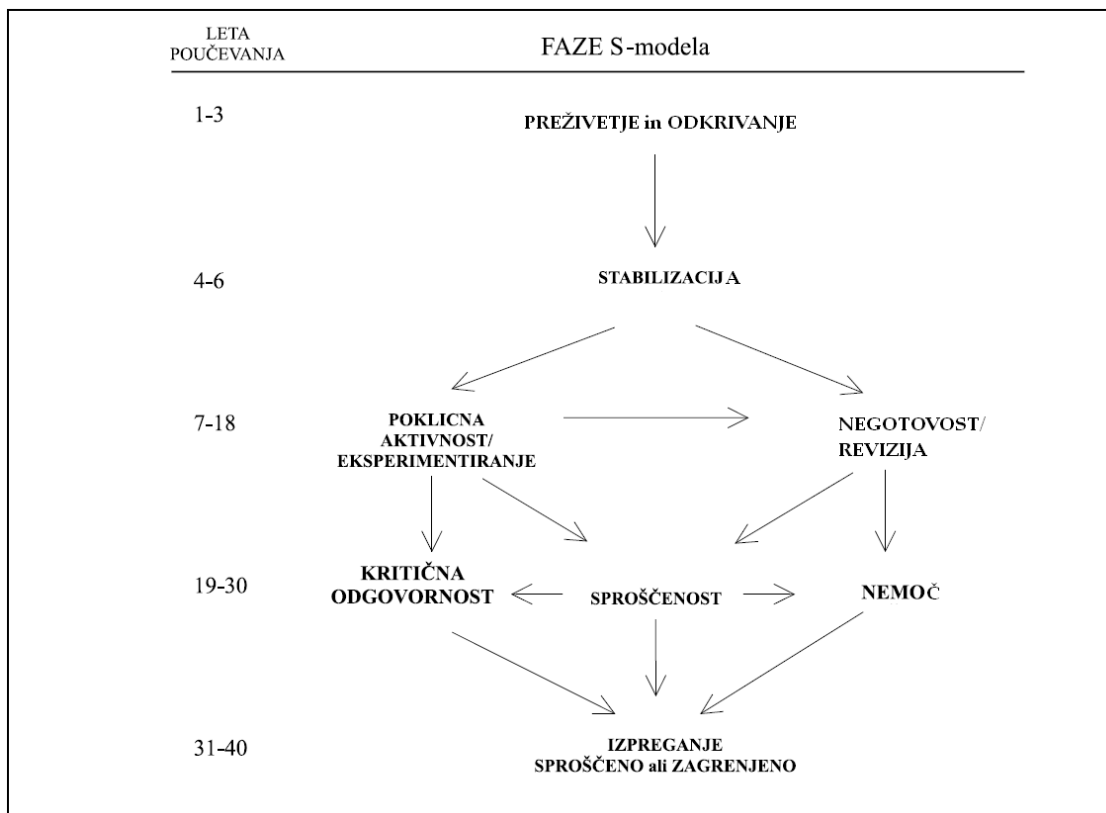 LETA
POUČEVANJA
FAZE S-modela
1-3
PREŽIVETJE in ODKRIVANJE
4-6
STABILIZACIJA
7-18
POKLICNA
AKTIVNOST/
EKSPERIMENTIRANJE
NEGOTOVOST/
REVIZIJA
19-30
KRITIČNA
ODGOVORNOST
SPROŠČENOST
NEMOČ
31-40
IZPREGANJE
SPROŠČENO ali ZAGRENJENO